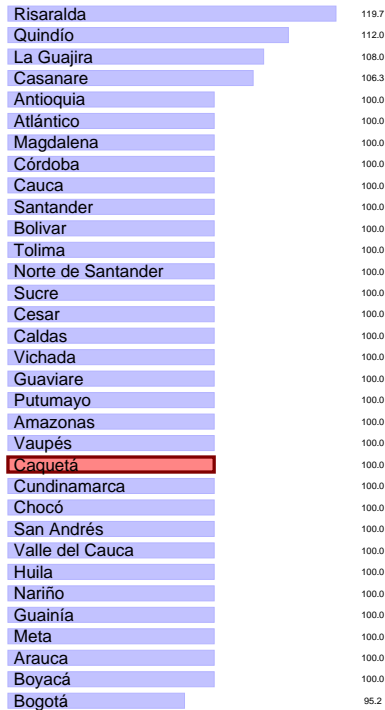 Risaralda 119.7
Quindío 112.0
La Guajira 108.0
Casanare 106.3
Antioquia 100.0
Atlántico 100.0
Magdalena 100.0
Córdoba 100.0
Cauca 100.0
Santander 100.0
Bolivar 100.0
Tolima 100.0
Norte de Santander 100.0
Sucre 100.0
Cesar 100.0
Caldas 100.0
Vichada 100.0
Guaviare 100.0
Putumayo 100.0
Amazonas 100.0
Vaupés 100.0
Caquetá 100.0
Cundinamarca 100.0
Chocó 100.0
San Andrés 100.0
Valle del Cauca 100.0
Huila 100.0
Nariño 100.0
Guainía 100.0
Meta 100.0
Arauca 100.0
Boyacá 100.0
Bogotá 95.2